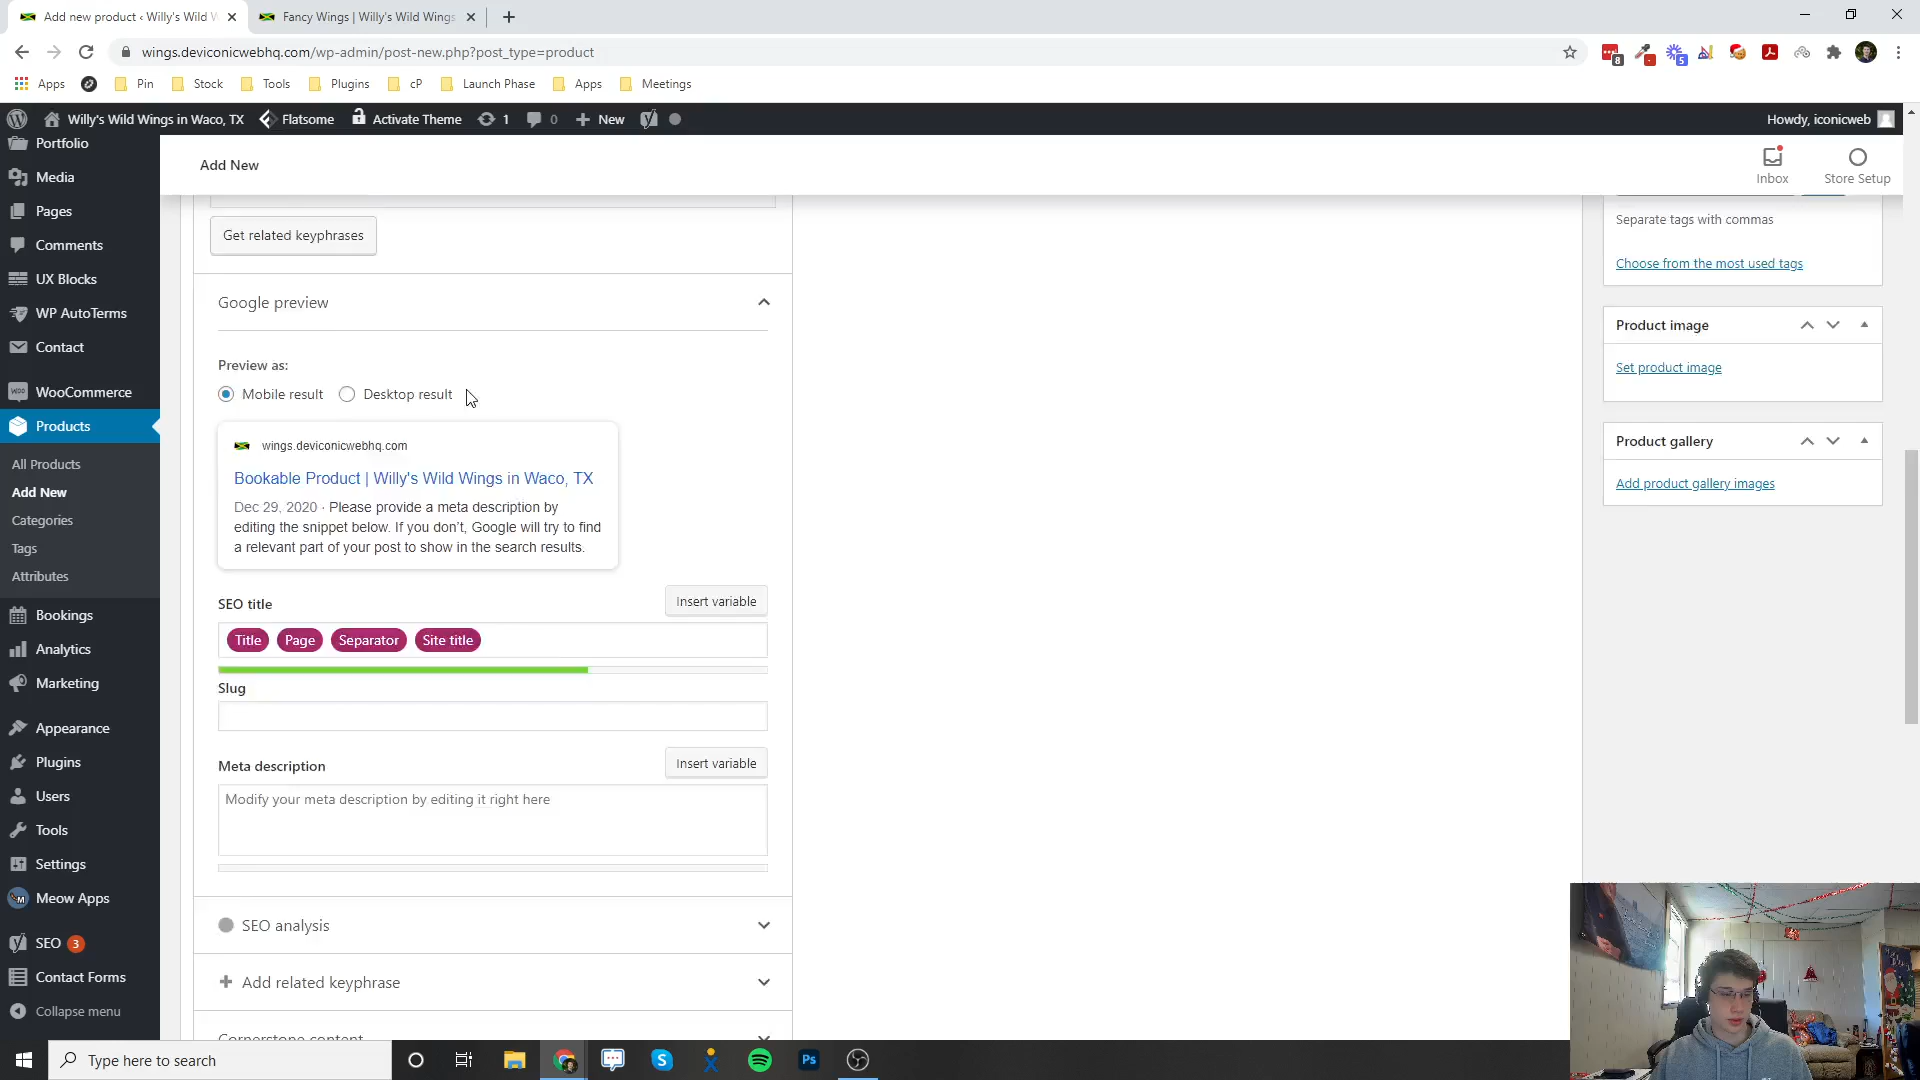 Add new product ‹ Willy's Wild W
Fancy Wings | Willy's Wild Wings
wings.deviconicwebhq.com/wp-admin/post-new.php?post_type=product
8
5
Apps
Pin
Stock
Tools
Plugins
cP
Launch Phase
Apps
Meetings
Willy's Wild Wings in Waco, TX
Flatsome
Activate Theme
1
0
New
Howdy, iconicweb
Portfolio
Media
Pages
Comments
UX Blocks
WP AutoTerms
Contact
WooCommerce
Products
All Products
Add New
Categories
Tags
Attributes
Bookings
Analytics
Marketing
Appearance
Plugins
Users
Tools
Settings
Meow Apps
SEO 3
Contact Forms
Collapse menu
Add New
Inbox
Store Setup
Get related keyphrases
Google preview
Preview as:
Mobile result
Desktop result
wings.deviconicwebhq.com
Bookable Product | Willy's Wild Wings in Waco, TX
Dec 29, 2020 · Please provide a meta description by
editing the snippet below. If you don't, Google will try to find
a relevant part of your post to show in the search results.
SEO title
Insert variable
Title Page Separator Site title
Slug
Meta description
Insert variable
Modify your meta description by editing it right here
SEO analysis
Add related keyphrase
Cornerstone content
Separate tags with commas
Choose from the most used tags
Product image
Set product image
Product gallery
Add product gallery images
Type here to search
Ps